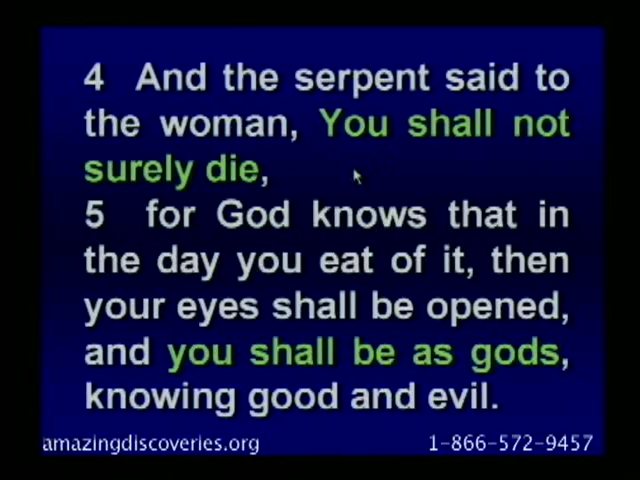 4 And the serpent said to
the woman, You shall not
surely die,
5 for God knows that in
the day you eat of it, then
your eyes shall be opened,
and you shall be as gods,
knowing good and evil.
amazingdiscoveries.org 1-866-572-9457